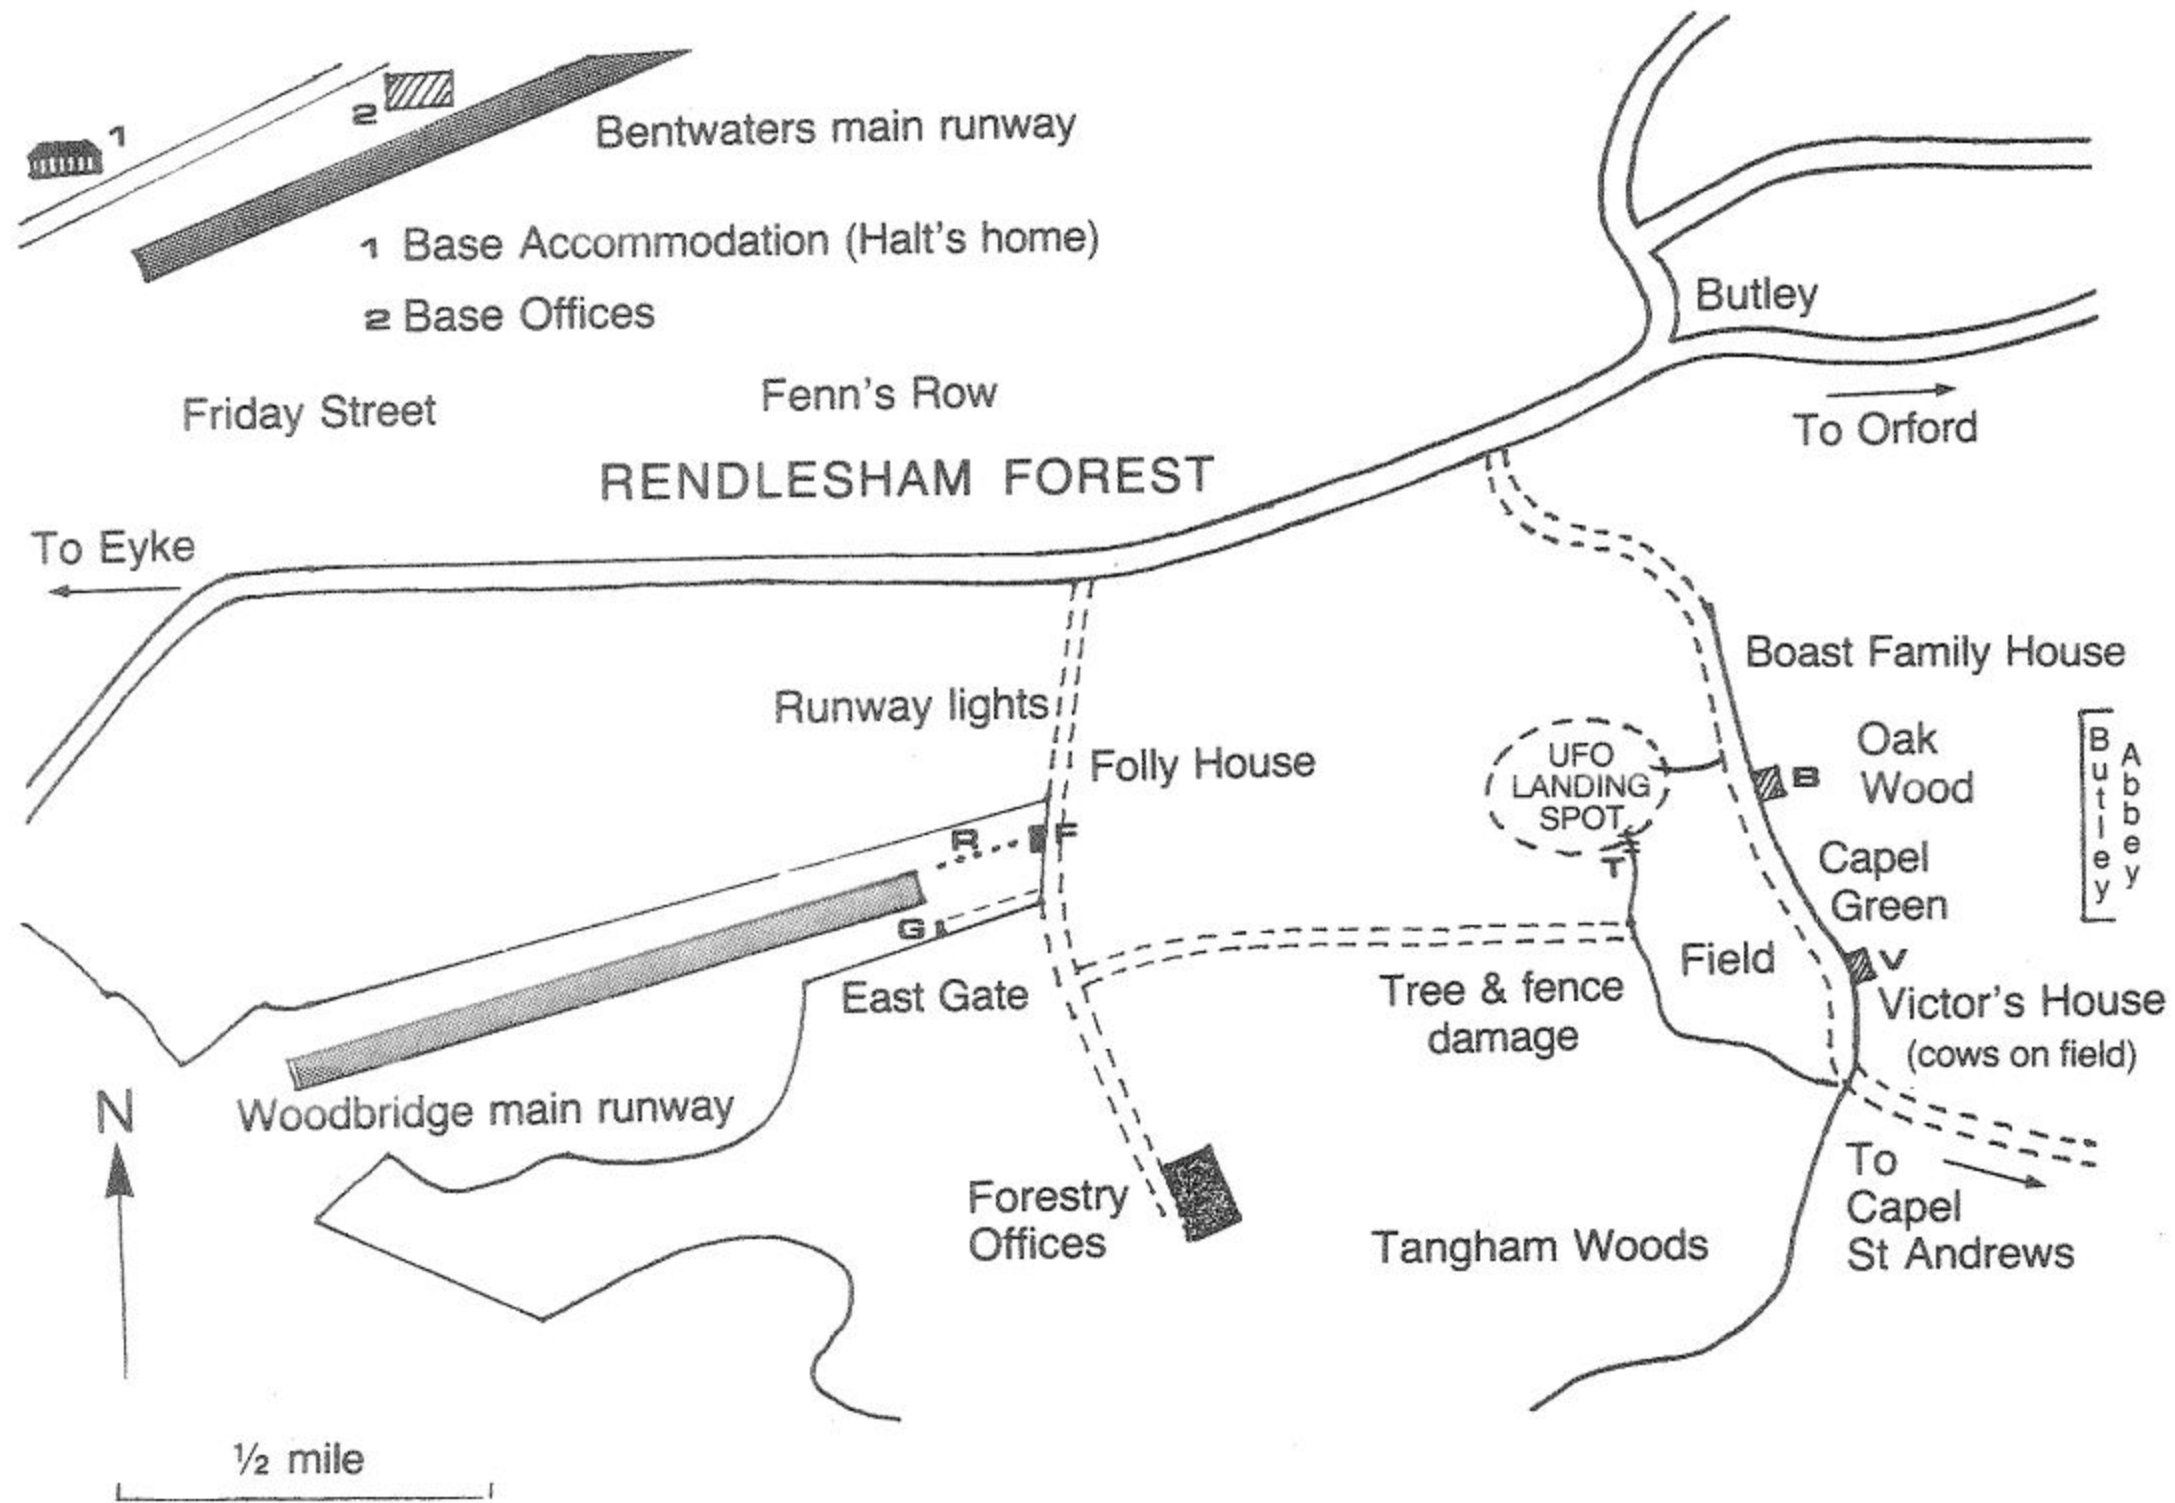 1
2
Bentwaters main runway
1 Base Accommodation (Halt's home)
2 Base Offices
Butley
Friday Street
Fenn's Row
To Orford
RENDLESHAM FOREST
To Eyke
Boast Family House
Runway lights
Folly House
UFO
LANDING
SPOT
Oak
Wood
B
Butley
Abbey
R
F
T
Capel
Green
G
Field
V
East Gate
Tree & fence
damage
Victor's House
(cows on field)
N
Woodbridge main runway
Forestry
Offices
To
Capel
St Andrews
Tangham Woods
½ mile